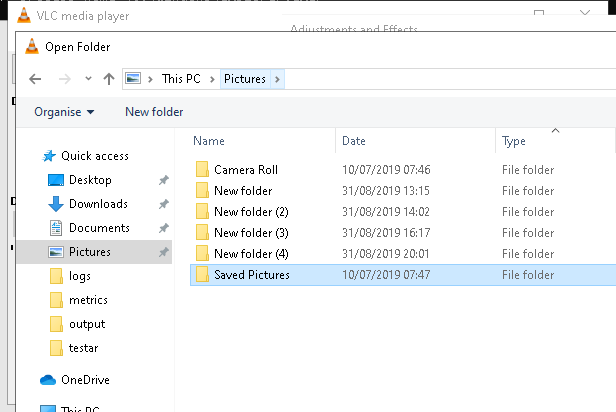 VLC media player
Adjustments and Effects
Open Folder
This PC > Pictures >
Organise New folder
Name Date Type
Quick access
Desktop
Downloads
Documents
Pictures
logs
metrics
output
testar
OneDrive
This PC
Camera Roll 10/07/2019 07:46 File folder
New folder 31/08/2019 13:15 File folder
New folder (2) 31/08/2019 14:02 File folder
New folder (3) 31/08/2019 16:17 File folder
New folder (4) 31/08/2019 20:01 File folder
Saved Pictures 10/07/2019 07:47 File folder